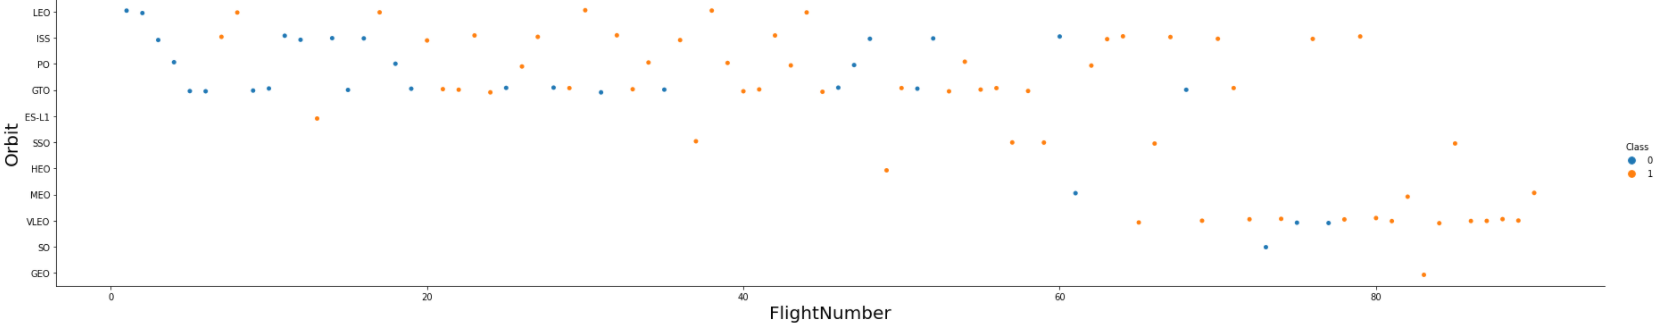 LEO
ISS
PO
GTO
ES-L1
SSO
HEO
MEO
VLEO
SO
GEO
Orbit
0 20 40 60 80
FlightNumber
Class
0
1